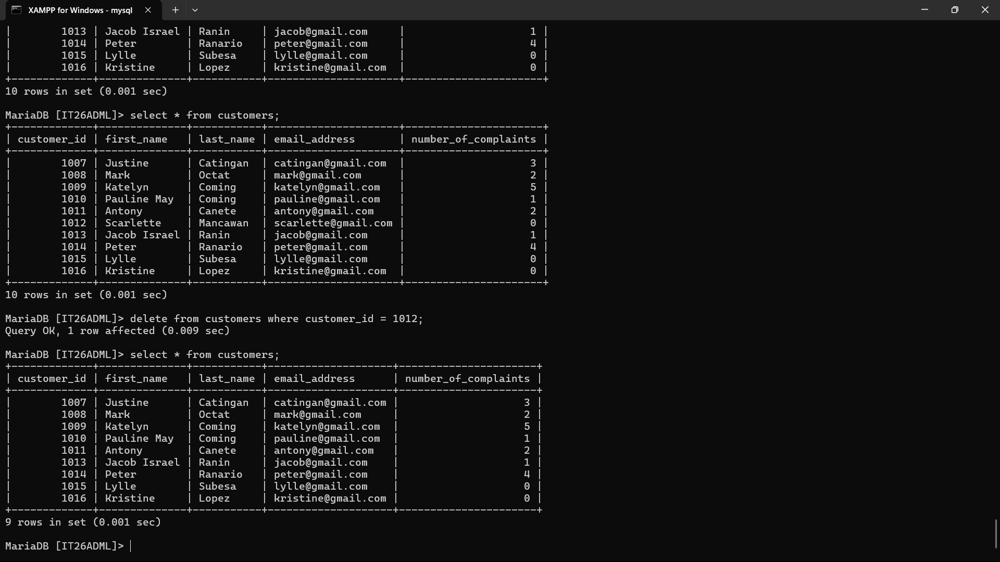 XAMPP for Windows - mysql
|        1013 | Jacob Israel | Ranin     | jacob@gmail.com     |                    1 |
|        1014 | Peter        | Ranario   | peter@gmail.com     |                    4 |
|        1015 | Lylle        | Subesa    | lylle@gmail.com     |                    0 |
|        1016 | Kristine     | Lopez     | kristine@gmail.com  |                    0 |
+-------------+--------------+-----------+---------------------+----------------------+
10 rows in set (0.001 sec)
MariaDB [IT26ADML]> select * from customers;
+-------------+--------------+-----------+---------------------+----------------------+
| customer_id | first_name   | last_name | email_address       | number_of_complaints |
+-------------+--------------+-----------+---------------------+----------------------+
|        1007 | Justine      | Catingan  | catingan@gmail.com  |                    3 |
|        1008 | Mark         | Octat     | mark@gmail.com      |                    2 |
|        1009 | Katelyn      | Coming    | katelyn@gmail.com   |                    5 |
|        1010 | Pauline May  | Coming    | pauline@gmail.com   |                    1 |
|        1011 | Antony       | Canete    | antony@gmail.com    |                    2 |
|        1012 | Scarlette    | Mancawan  | scarlette@gmail.com |                    0 |
|        1013 | Jacob Israel | Ranin     | jacob@gmail.com     |                    1 |
|        1014 | Peter        | Ranario   | peter@gmail.com     |                    4 |
|        1015 | Lylle        | Subesa    | lylle@gmail.com     |                    0 |
|        1016 | Kristine     | Lopez     | kristine@gmail.com  |                    0 |
+-------------+--------------+-----------+---------------------+----------------------+
10 rows in set (0.001 sec)
MariaDB [IT26ADML]> delete from customers where customer_id = 1012;
Query OK, 1 row affected (0.009 sec)
MariaDB [IT26ADML]> select * from customers;
+-------------+--------------+-----------+--------------------+----------------------+
| customer_id | first_name   | last_name | email_address      | number_of_complaints |
+-------------+--------------+-----------+--------------------+----------------------+
|        1007 | Justine      | Catingan  | catingan@gmail.com |                    3 |
|        1008 | Mark         | Octat     | mark@gmail.com     |                    2 |
|        1009 | Katelyn      | Coming    | katelyn@gmail.com  |                    5 |
|        1010 | Pauline May  | Coming    | pauline@gmail.com  |                    1 |
|        1011 | Antony       | Canete    | antony@gmail.com   |                    2 |
|        1013 | Jacob Israel | Ranin     | jacob@gmail.com    |                    1 |
|        1014 | Peter        | Ranario   | peter@gmail.com    |                    4 |
|        1015 | Lylle        | Subesa    | lylle@gmail.com    |                    0 |
|        1016 | Kristine     | Lopez     | kristine@gmail.com |                    0 |
+-------------+--------------+-----------+--------------------+----------------------+
9 rows in set (0.001 sec)
MariaDB [IT26ADML]>